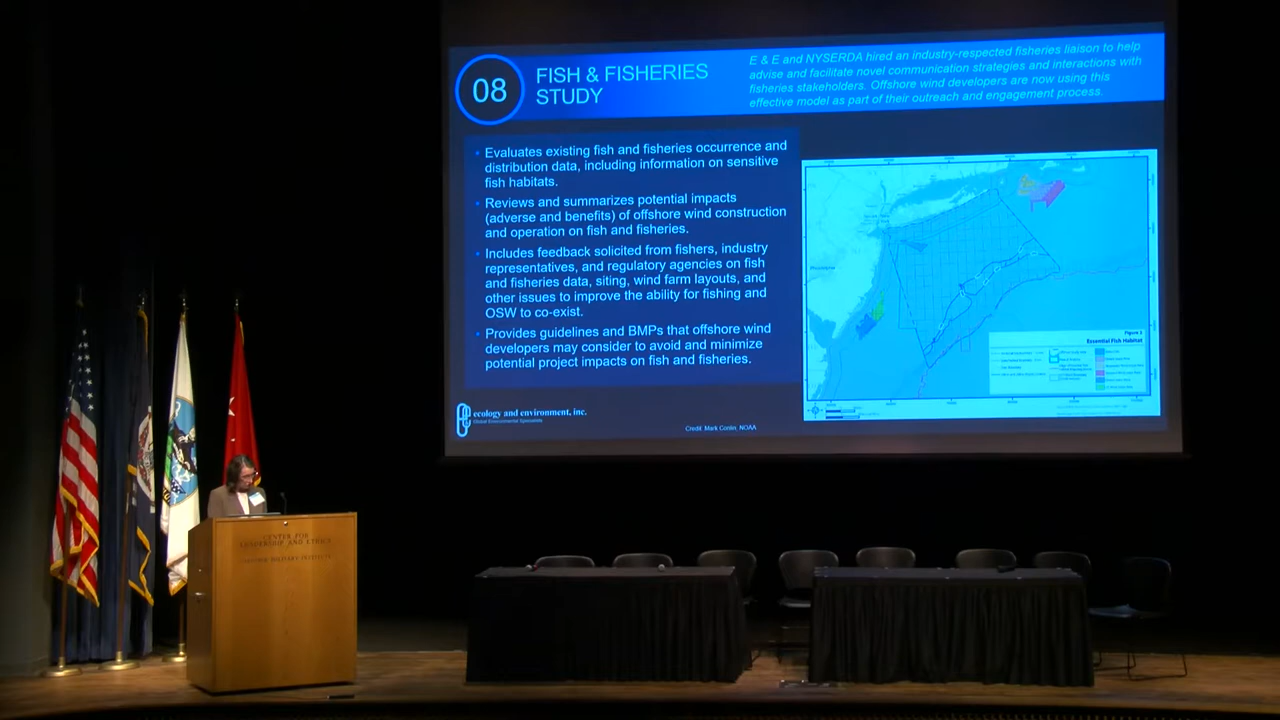 08
FISH & FISHERIES
STUDY
E & E and NYSERDA hired an industry-respected fisheries liaison to help
advise and facilitate novel communication strategies and interactions with
fisheries stakeholders. Offshore wind developers are now using this
effective model as part of their outreach and engagement process.
• Evaluates existing fish and fisheries occurrence and
distribution data, including information on sensitive
fish habitats.
• Reviews and summarizes potential impacts
(adverse and benefits) of offshore wind construction
and operation on fish and fisheries.
• Includes feedback solicited from fishers, industry
representatives, and regulatory agencies on fish
and fisheries data, siting, wind farm layouts, and
other issues to improve the ability for fishing and
OSW to co-exist.
• Provides guidelines and BMPs that offshore wind
developers may consider to avoid and minimize
potential project impacts on fish and fisheries.
Essential Fish Habitat
ecology and environment, inc.
Global Environmental Specialists
Credit: Mark Conlin, NOAA
CENTER FOR
LEADERSHIP AND ETHICS
MILITARY INSTITUTE